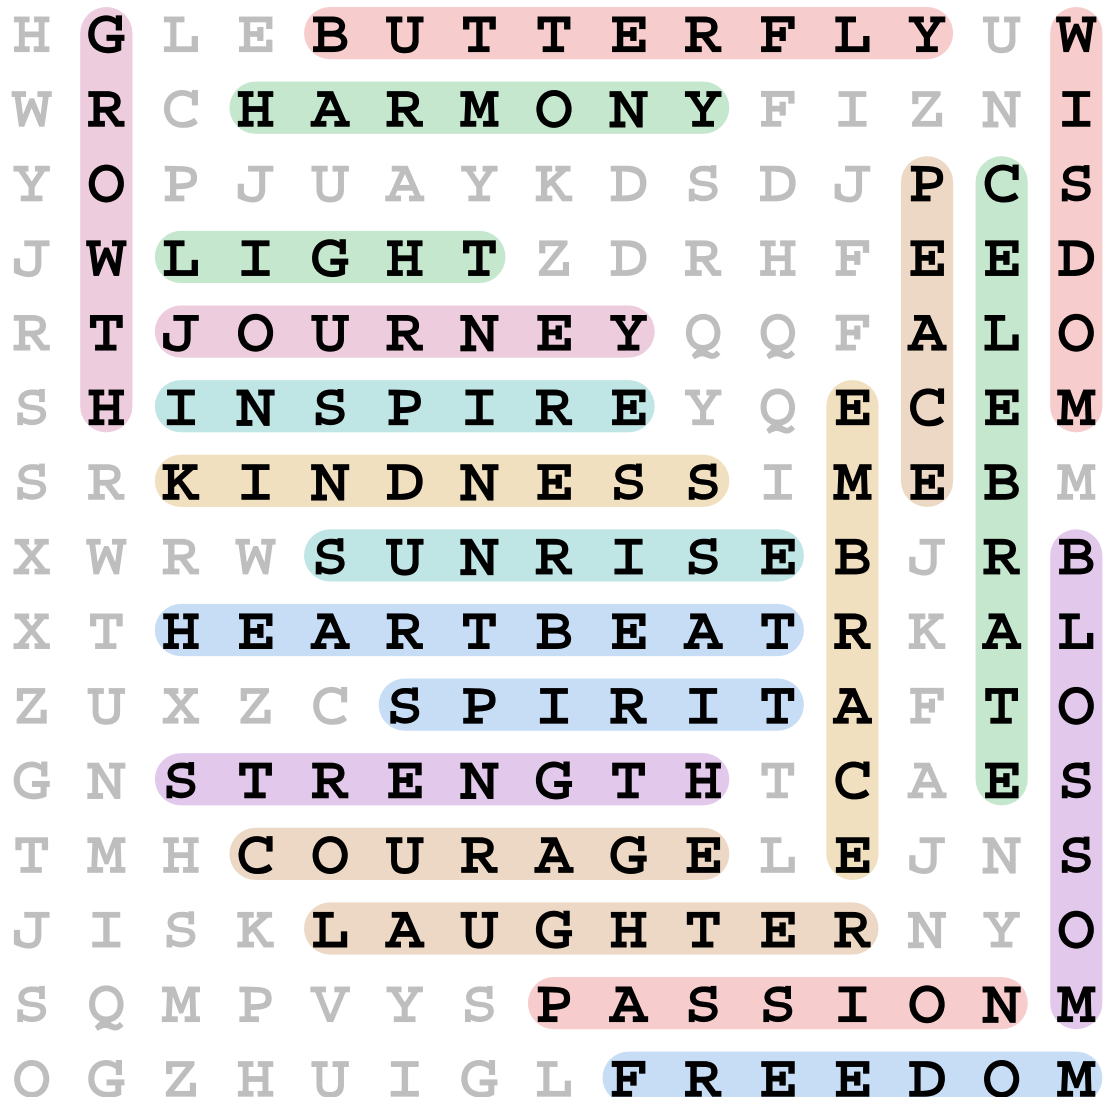 H G L E B U T T E R F L Y U W
W R C H A R M O N Y F I Z N I
Y O P J U A Y K D S D J P C S
J W L I G H T Z D R H F E E D
R T J O U R N E Y Q Q F A L O
S H I N S P I R E Y Q E C E M
S R K I N D N E S S I M E B M
X W R W S U N R I S E B J R B
X T H E A R T B E A T R K A L
Z U X Z C S P I R I T A F T O
G N S T R E N G T H T C A E S
T M H C O U R A G E L E J N S
J I S K L A U G H T E R N Y O
S Q M P V Y S P A S S I O N M
O G Z H U I G L F R E E D O M